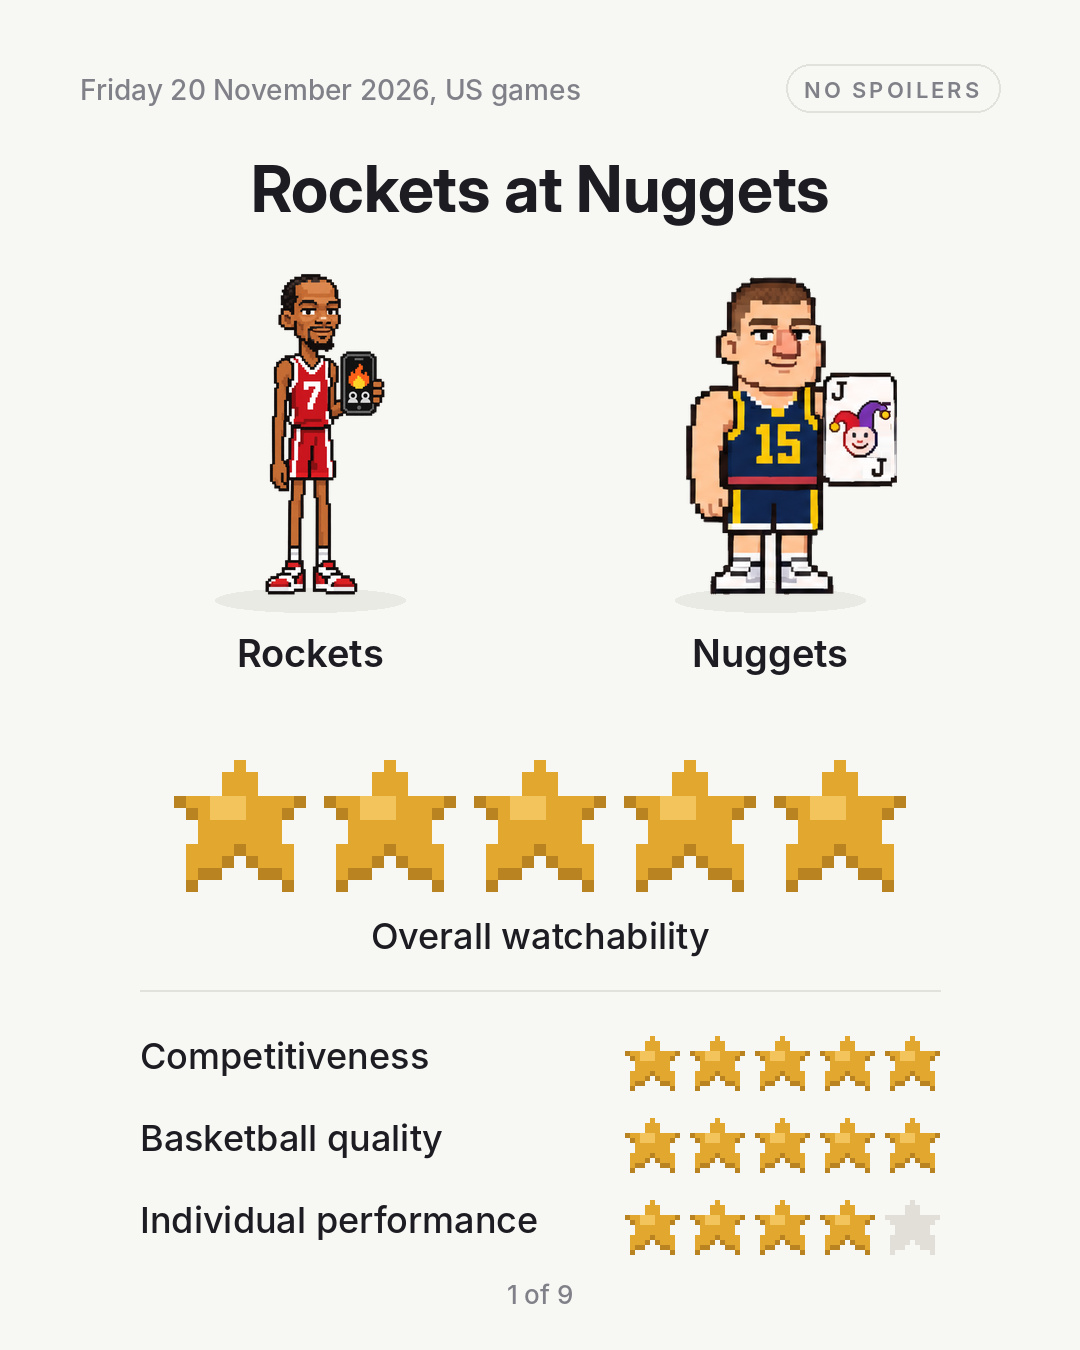 Friday 20 November 2026, US games
NO SPOILERS
Rockets at Nuggets
7
15
J
J
Rockets
Nuggets
Overall watchability
Competitiveness
Basketball quality
Individual performance
1 of 9